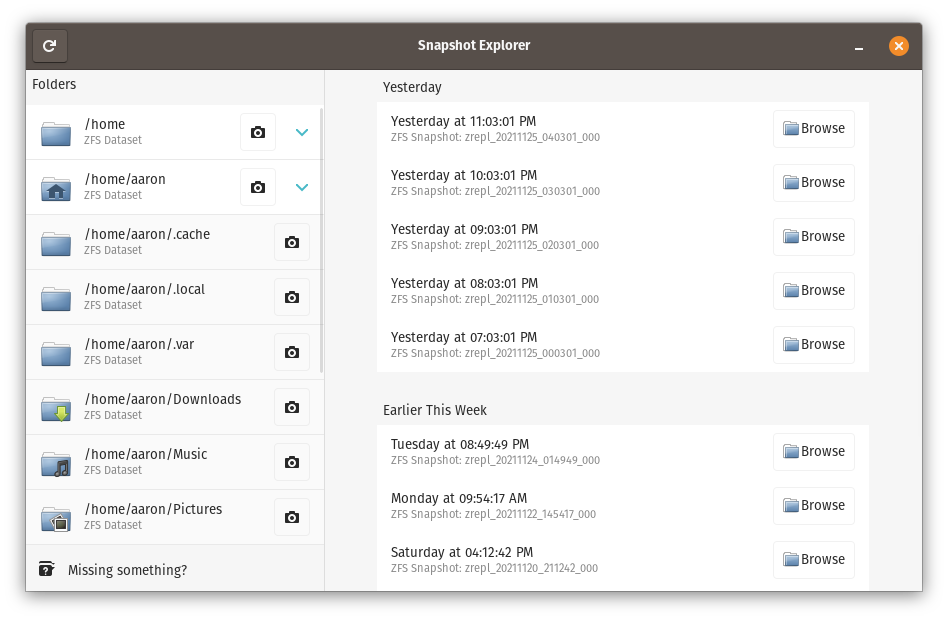 Snapshot Explorer
Folders
/home
ZFS Dataset
/home/aaron
ZFS Dataset
/home/aaron/.cache
ZFS Dataset
/home/aaron/.local
ZFS Dataset
/home/aaron/.var
ZFS Dataset
/home/aaron/Downloads
ZFS Dataset
/home/aaron/Music
ZFS Dataset
/home/aaron/Pictures
ZFS Dataset
Missing something?
Yesterday
Yesterday at 11:03:01 PM
ZFS Snapshot: zrepl_20211125_040301_000
Browse
Yesterday at 10:03:01 PM
ZFS Snapshot: zrepl_20211125_030301_000
Browse
Yesterday at 09:03:01 PM
ZFS Snapshot: zrepl_20211125_020301_000
Browse
Yesterday at 08:03:01 PM
ZFS Snapshot: zrepl_20211125_010301_000
Browse
Yesterday at 07:03:01 PM
ZFS Snapshot: zrepl_20211125_000301_000
Browse
Earlier This Week
Tuesday at 08:49:49 PM
ZFS Snapshot: zrepl_20211124_014949_000
Browse
Monday at 09:54:17 AM
ZFS Snapshot: zrepl_20211122_145417_000
Browse
Saturday at 04:12:42 PM
ZFS Snapshot: zrepl_20211120_211242_000
Browse